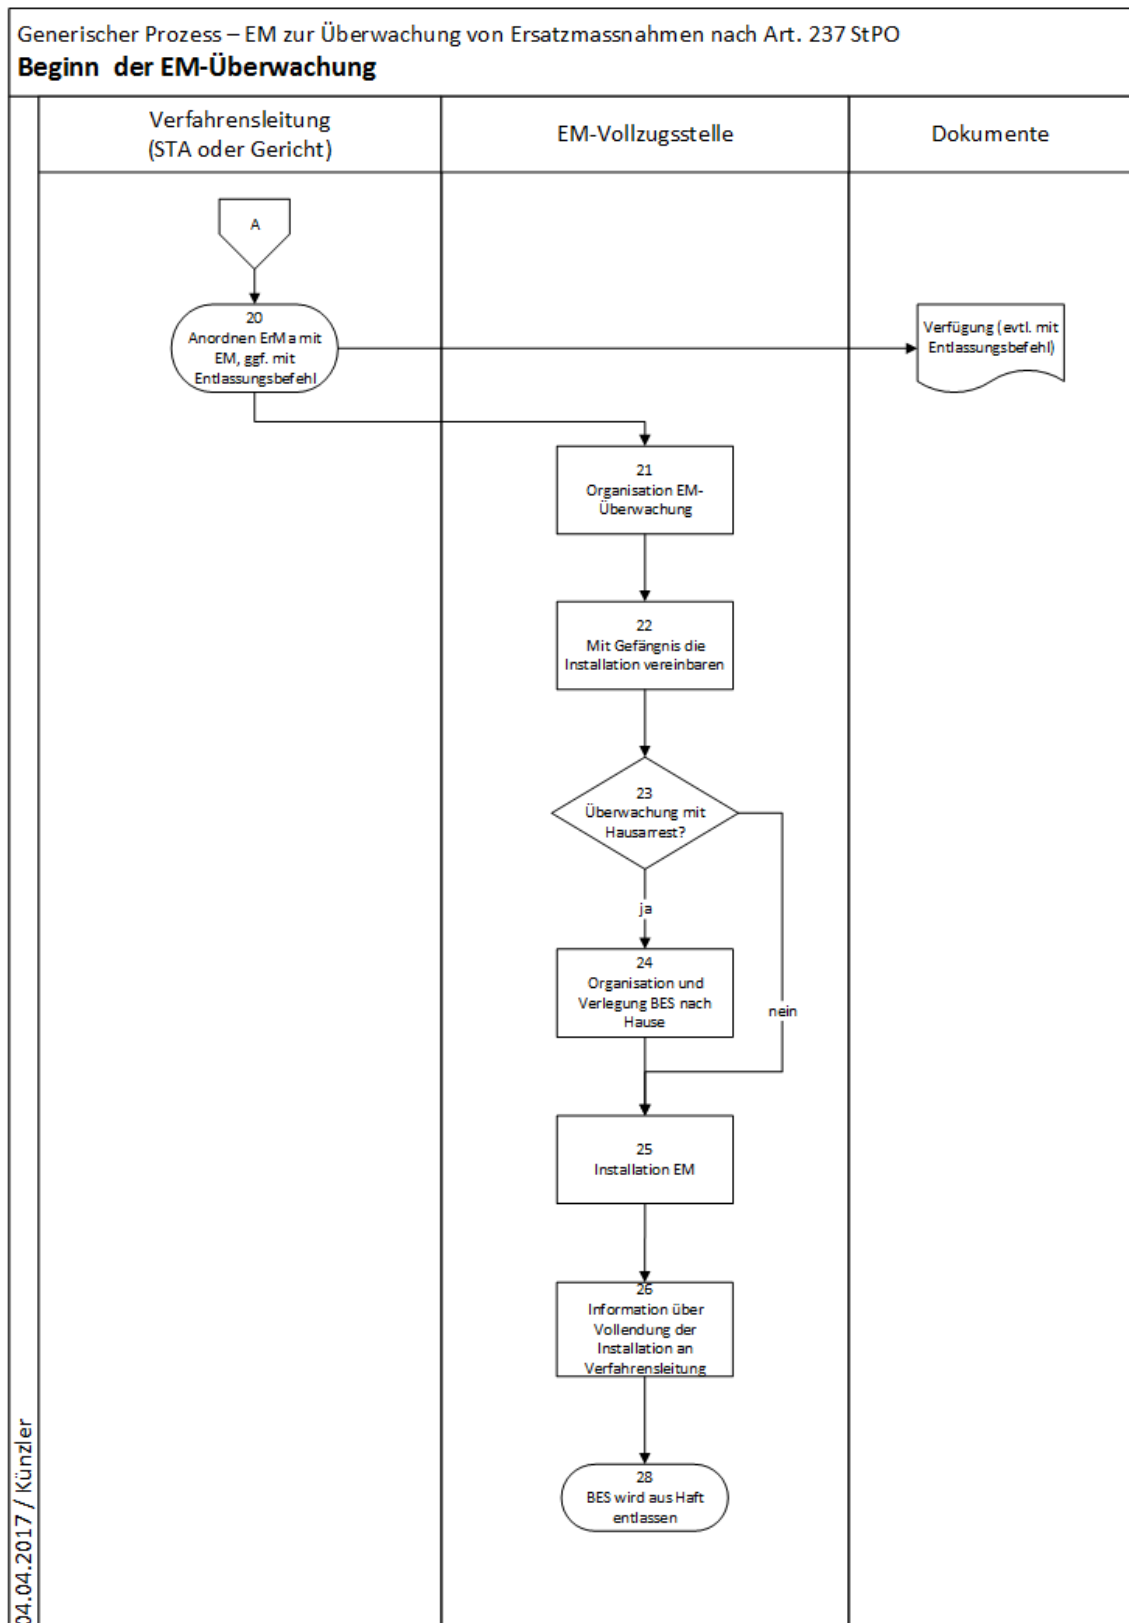 Generischer Prozess – EM zur Überwachung von Ersatzmassnahmen nach Art. 237 StPO
Beginn der EM-Überwachung
Verfahrensleitung
(STA oder Gericht)
EM-Vollzugsstelle
Dokumente
A
20
Anordnen ErMa mit
EM, ggf. mit
Entlassungsbefehl
Verfügung (evtl. mit
Entlassungsbefehl)
21
Organisation EM-
Überwachung
22
Mit Gefängnis die
Installation vereinbaren
23
Überwachung mit
Hausarrest?
ja
24
Organisation und
Verlegung BES nach
Hause
nein
25
Installation EM
26
Information über
Vollendung der
Installation an
Verfahrensleitung
28
BES wird aus Haft
entlassen
04.04.2017 / Künzler